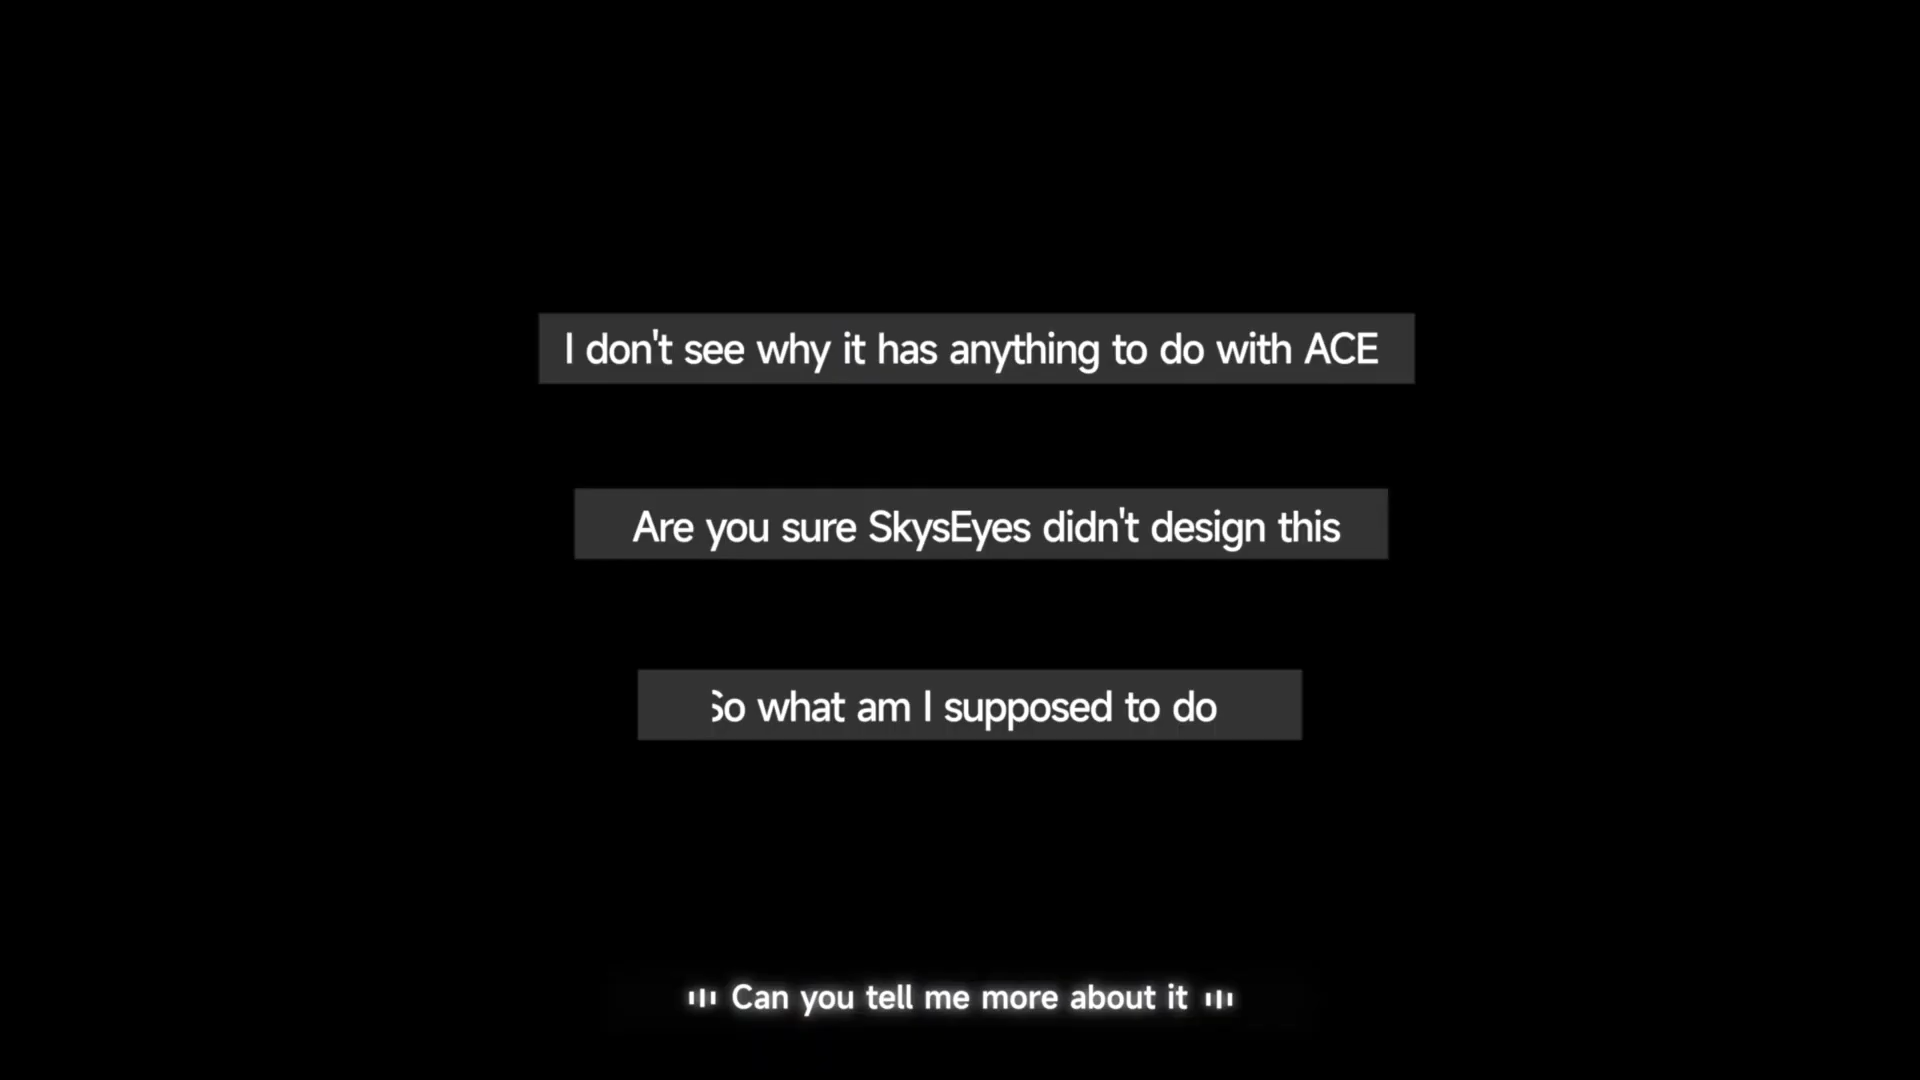 I don't see why it has anything to do with ACE
Are you sure SkysEyes didn't design this
So what am I supposed to do
Can you tell me more about it